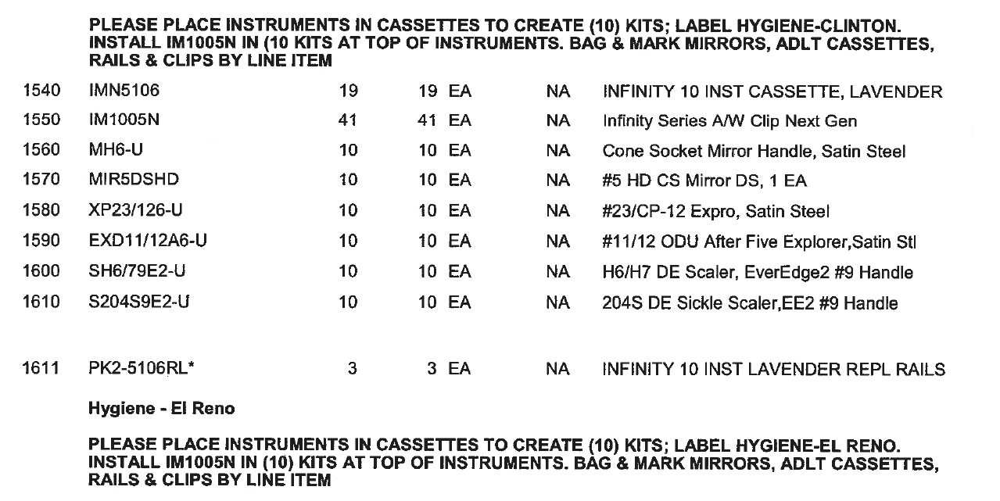 PLEASE PLACE INSTRUMENTS IN CASSETTES TO CREATE (10) KITS; LABEL HYGIENE-CLINTON.
INSTALL IM1005N IN (10 KITS AT TOP OF INSTRUMENTS. BAG & MARK MIRRORS, ADLT CASSETTES,
RAILS & CLIPS BY LINE ITEM
1540 IMN5106 19 19 EA NA INFINITY 10 INST CASSETTE, LAVENDER
1550 IM1005N 41 41 EA NA Infinity Series A/W Clip Next Gen
1560 MH6-U 10 10 EA NA Cone Socket Mirror Handle, Satin Steel
1570 MIR5DSHD 10 10 EA NA #5 HD CS Mirror DS, 1 EA
1580 XP23/126-U 10 10 EA NA #23/CP-12 Expro, Satin Steel
1590 EXD11/12A6-U 10 10 EA NA #11/12 ODU After Five Explorer,Satin Stl
1600 SH6/79E2-U 10 10 EA NA H6/H7 DE Scaler, EverEdge2 #9 Handle
1610 S204S9E2-U 10 10 EA NA 204S DE Sickle Scaler,EE2 #9 Handle
1611 PK2-5106RL* 3 3 EA NA INFINITY 10 INST LAVENDER REPL RAILS
Hygiene - El Reno
PLEASE PLACE INSTRUMENTS IN CASSETTES TO CREATE (10) KITS; LABEL HYGIENE-EL RENO.
INSTALL IM1005N IN (10) KITS AT TOP OF INSTRUMENTS. BAG & MARK MIRRORS, ADLT CASSETTES,
RAILS & CLIPS BY LINE ITEM